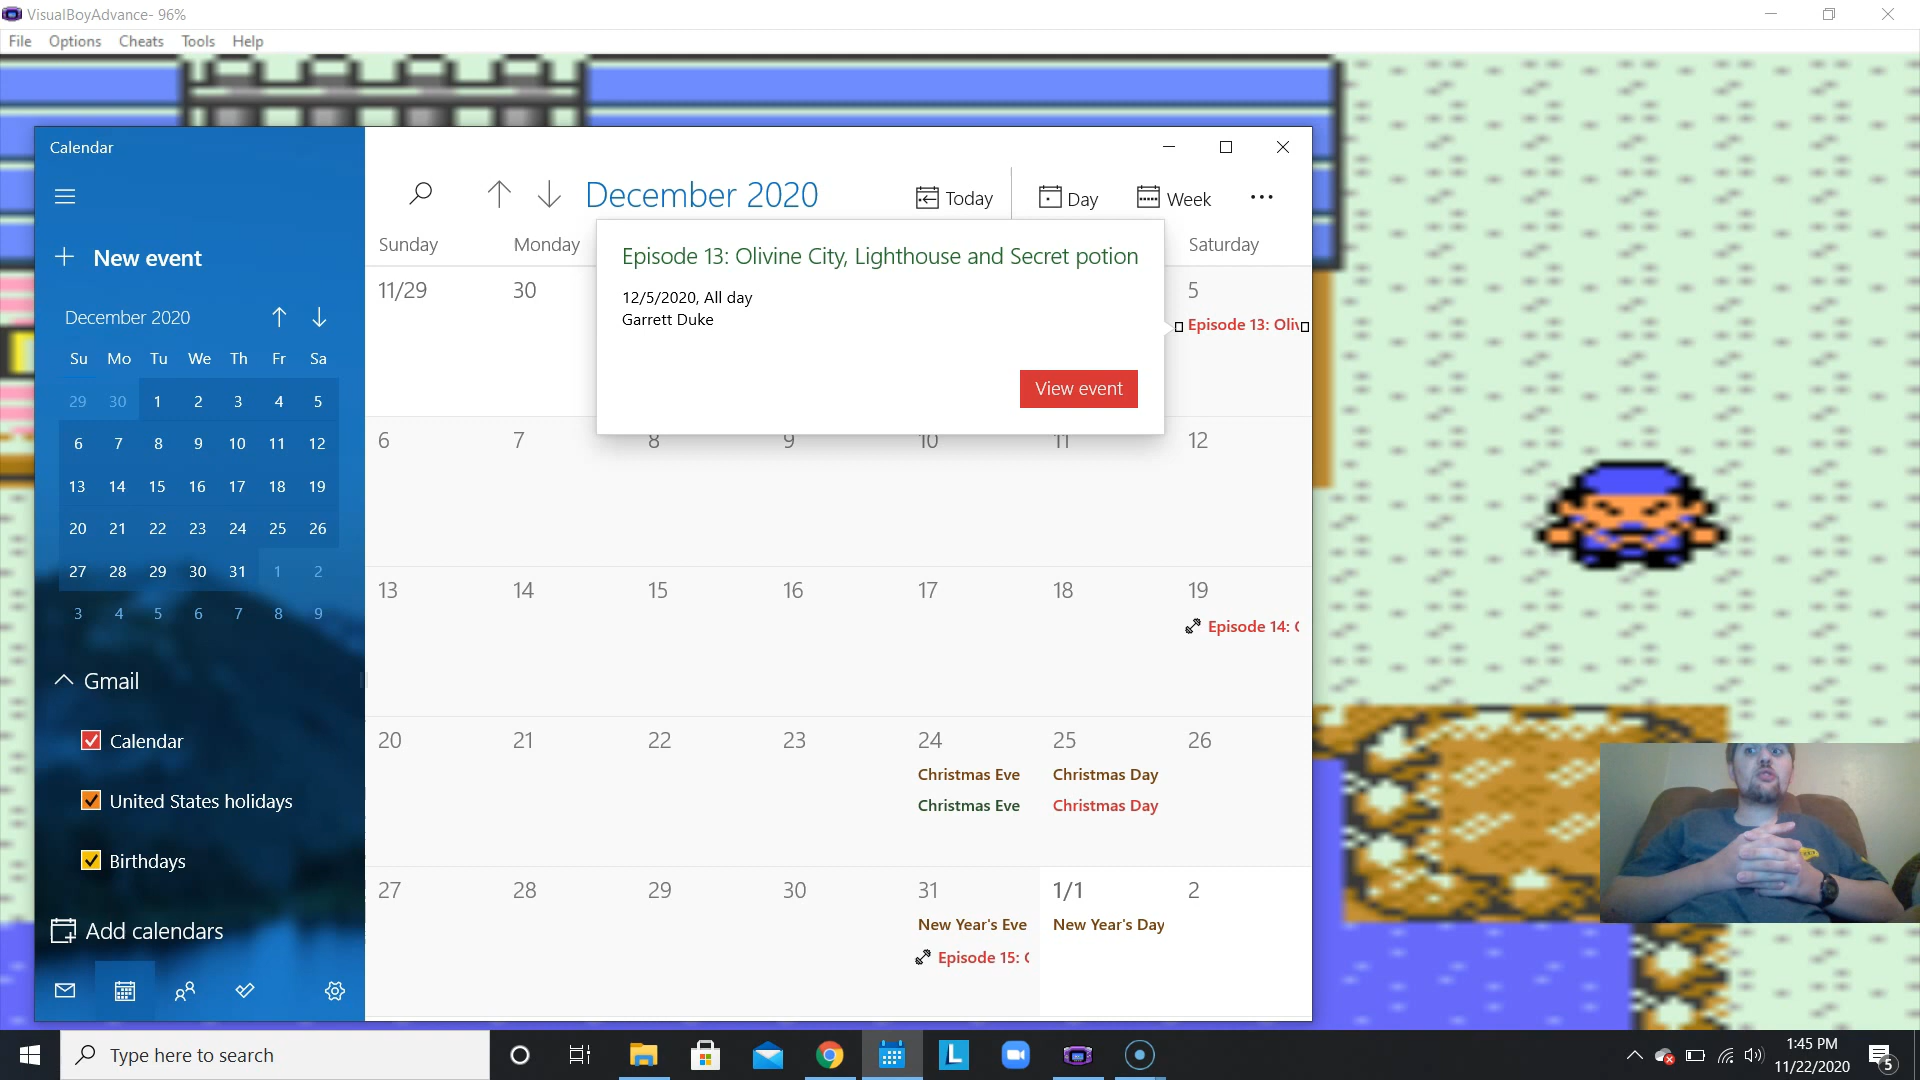 VisualBoyAdvance- 96%
File Options Cheats Tools Help
Calendar
New event
December 2020
Su Mo Tu We Th Fr Sa
29 30 1 2 3 4 5
6 7 8 9 10 11 12
13 14 15 16 17 18 19
20 21 22 23 24 25 26
27 28 29 30 31 1 2
3 4 5 6 7 8 9
Gmail
Calendar
United States holidays
Birthdays
Add calendars
December 2020
Today
Day
Week
Sunday Monday Saturday
Episode 13: Olivine City, Lighthouse and Secret potion
12/5/2020, All day
Garrett Duke
View event
11/29 30 5
Episode 13: Oliv
6 7 8 9 10 11 12
13 14 15 16 17 18 19
Episode 14:
20 21 22 23 24 25 26
Christmas Eve Christmas Day
Christmas Eve Christmas Day
27 28 29 30 31 1/1 2
New Year's Eve New Year's Day
Episode 15:
Type here to search
L
1:45 PM
11/22/2020
5